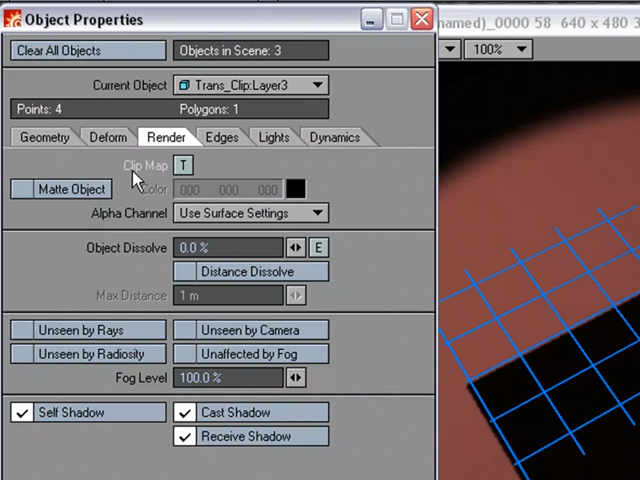 Object Properties
named)_0000 58 640 x 480 3
Clear All Objects
Objects in Scene: 3
100%
Current Object
Trans_Clip:Layer3
Points: 4
Polygons: 1
Geometry
Deform
Render
Edges
Lights
Dynamics
Clip Map
T
Matte Object
Color
000 000 000
Alpha Channel
Use Surface Settings
Object Dissolve
0.0 %
E
Distance Dissolve
Max Distance
1 m
Unseen by Rays
Unseen by Camera
Unseen by Radiosity
Unaffected by Fog
Fog Level
100.0 %
Self Shadow
Cast Shadow
Receive Shadow